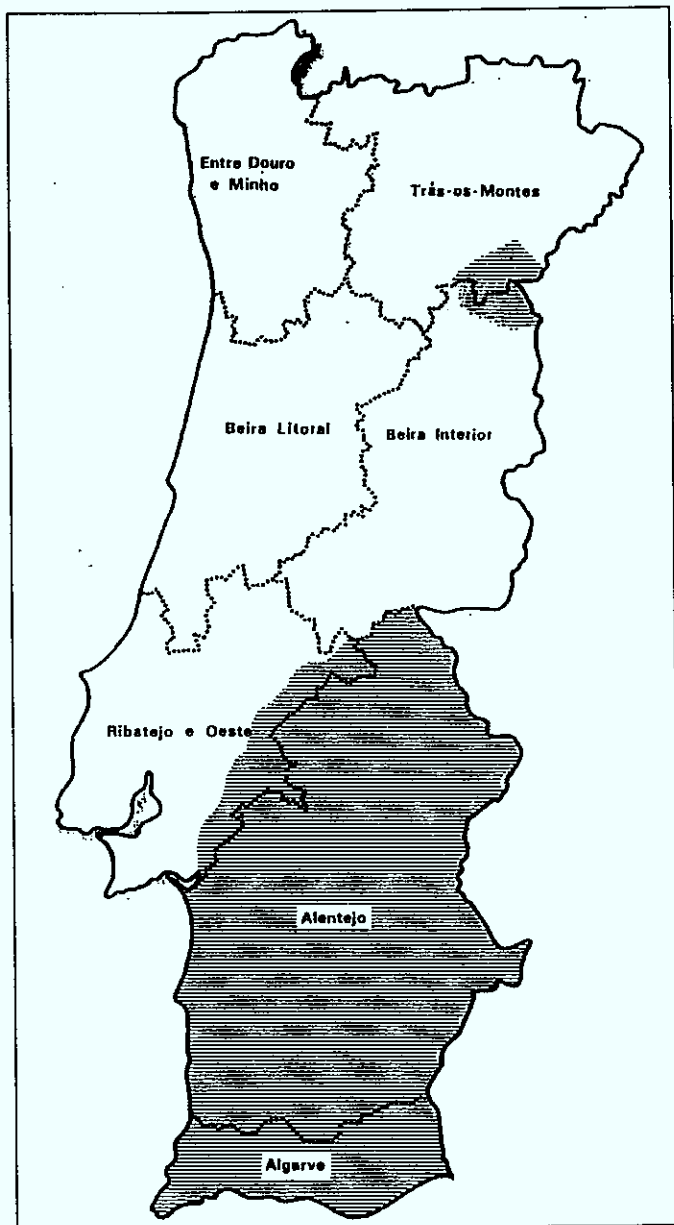 Entre Douro
e Minho
Trás-os-Montes
Beira Litoral
Beira Interior
Ribatejo e Oeste
Alentejo
Algarve